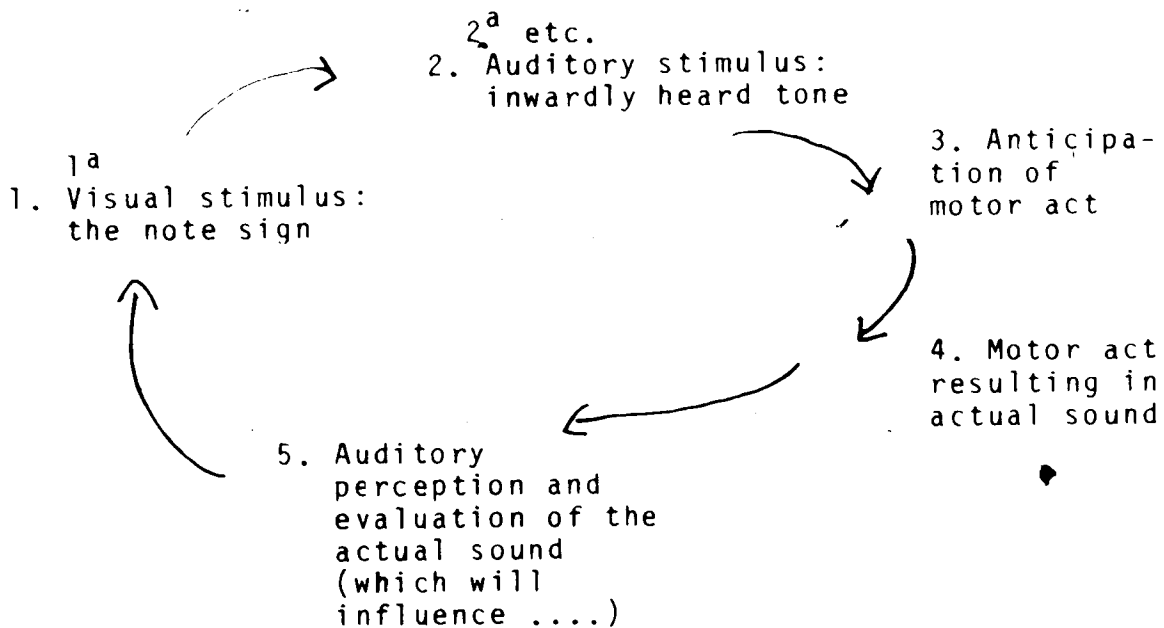 1a
1. Visual stimulus:
the note sign
2a etc.
2. Auditory stimulus:
inwardly heard tone
3. Anticipa-
tion of
motor act
4. Motor act
resulting in
actual sound
5. Auditory
perception and
evaluation of the
actual sound
(which will
influence ....)